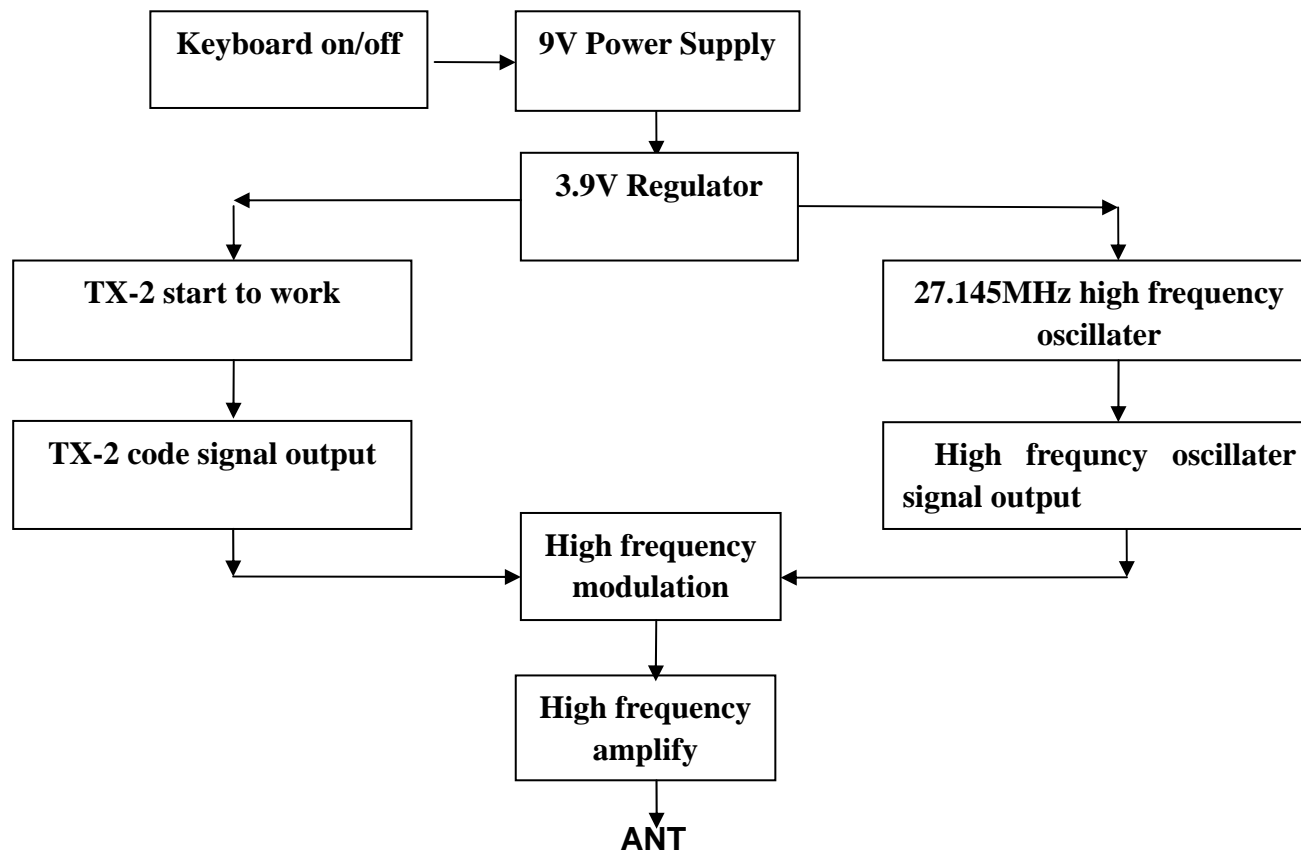 Keyboard on/off
9V Power Supply
3.9V Regulator
TX-2 start to work
27.145MHz high frequency
oscillater
TX-2 code signal output
High frequncy oscillater
signal output
High frequency
modulation
High frequency
amplify
ANT